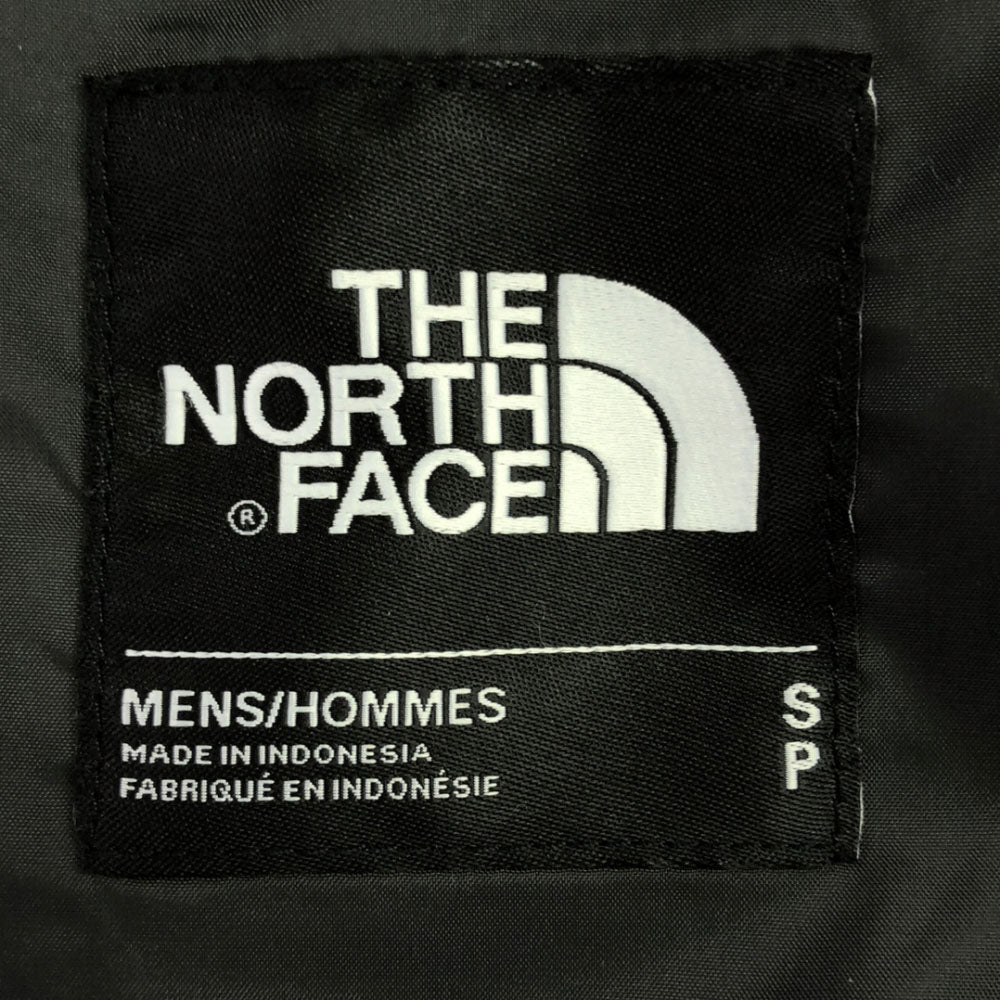 THE
NORTH
® FACE
MENS/HOMMES S
MADE IN INDONESIA P
FABRIQUÉ EN INDONÉSIE